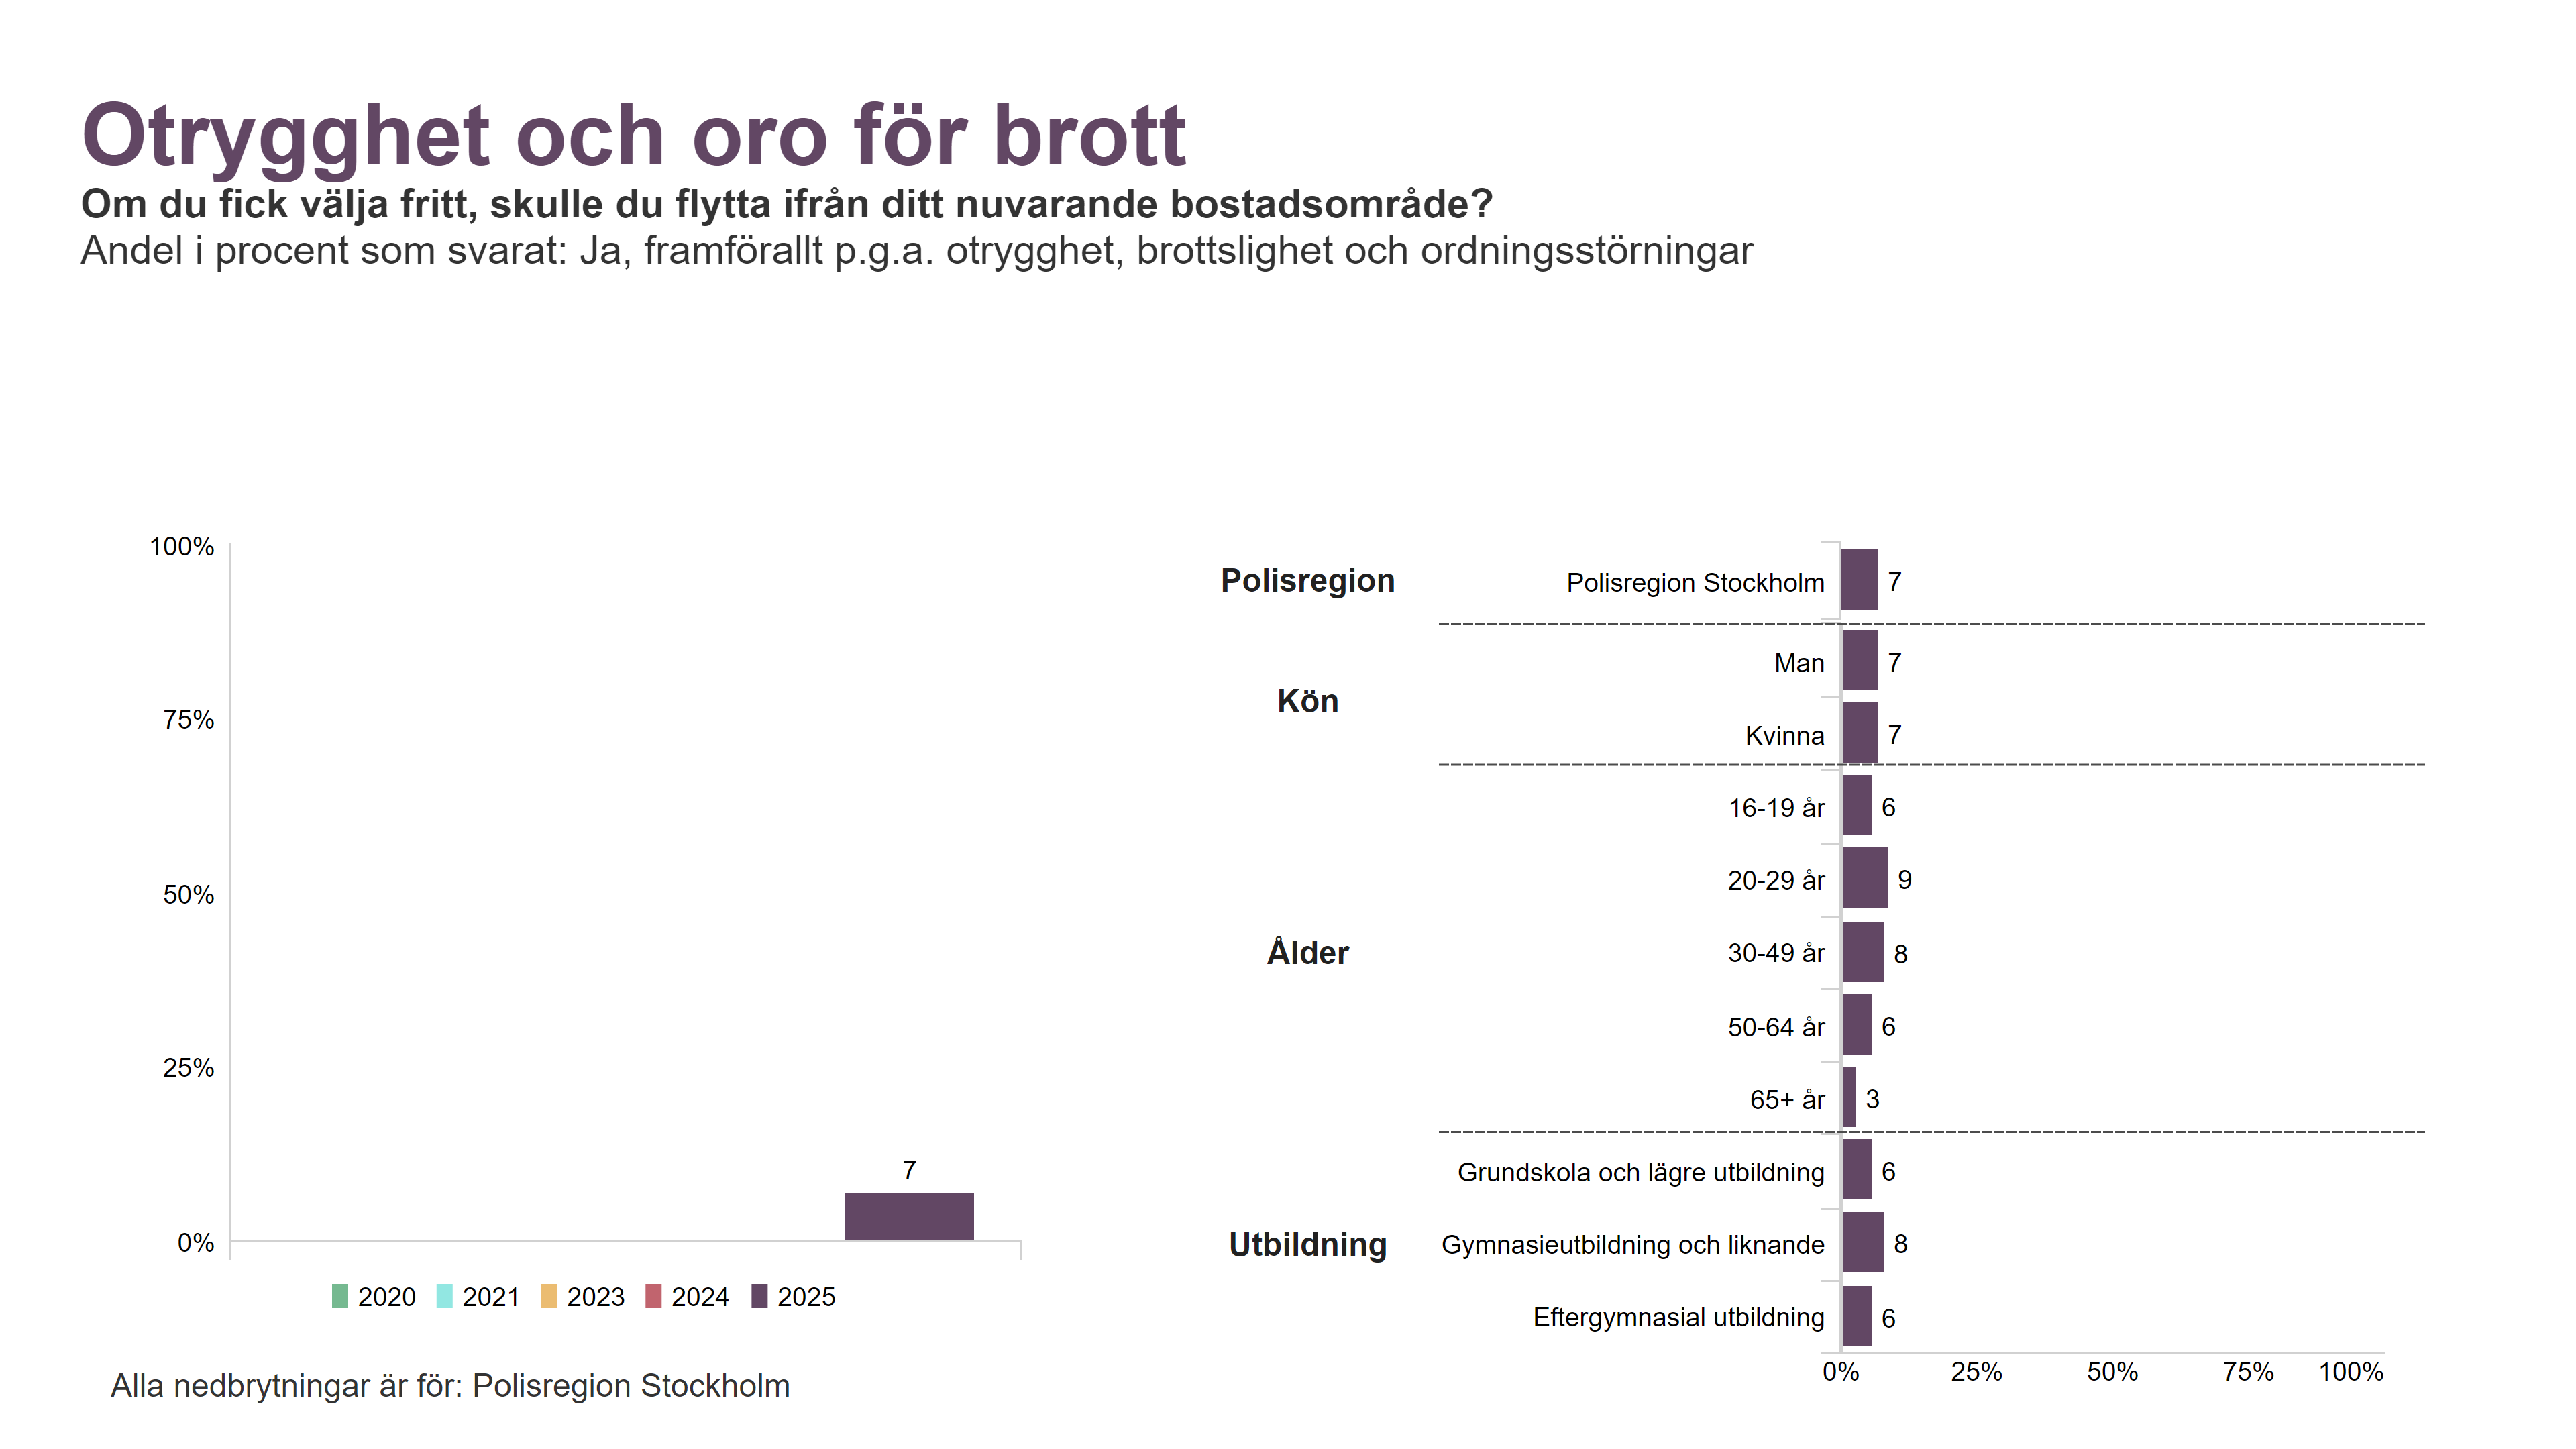 Otrygghet och oro för brott
Om du fick välja fritt, skulle du flytta ifrån ditt nuvarande bostadsområde?
Andel i procent som svarat: Ja, framförallt p.g.a. otrygghet, brottslighet och ordningsstörningar
100%
75%
50%
25%
0%
7
2020 2021 2023 2024 2025
Alla nedbrytningar är för: Polisregion Stockholm
Polisregion
Polisregion Stockholm 7
Kön
Man 7
Kvinna 7
Ålder
16-19 år 6
20-29 år 9
30-49 år 8
50-64 år 6
65+ år 3
Utbildning
Grundskola och lägre utbildning 6
Gymnasieutbildning och liknande 8
Eftergymnasial utbildning 6
0% 25% 50% 75% 100%